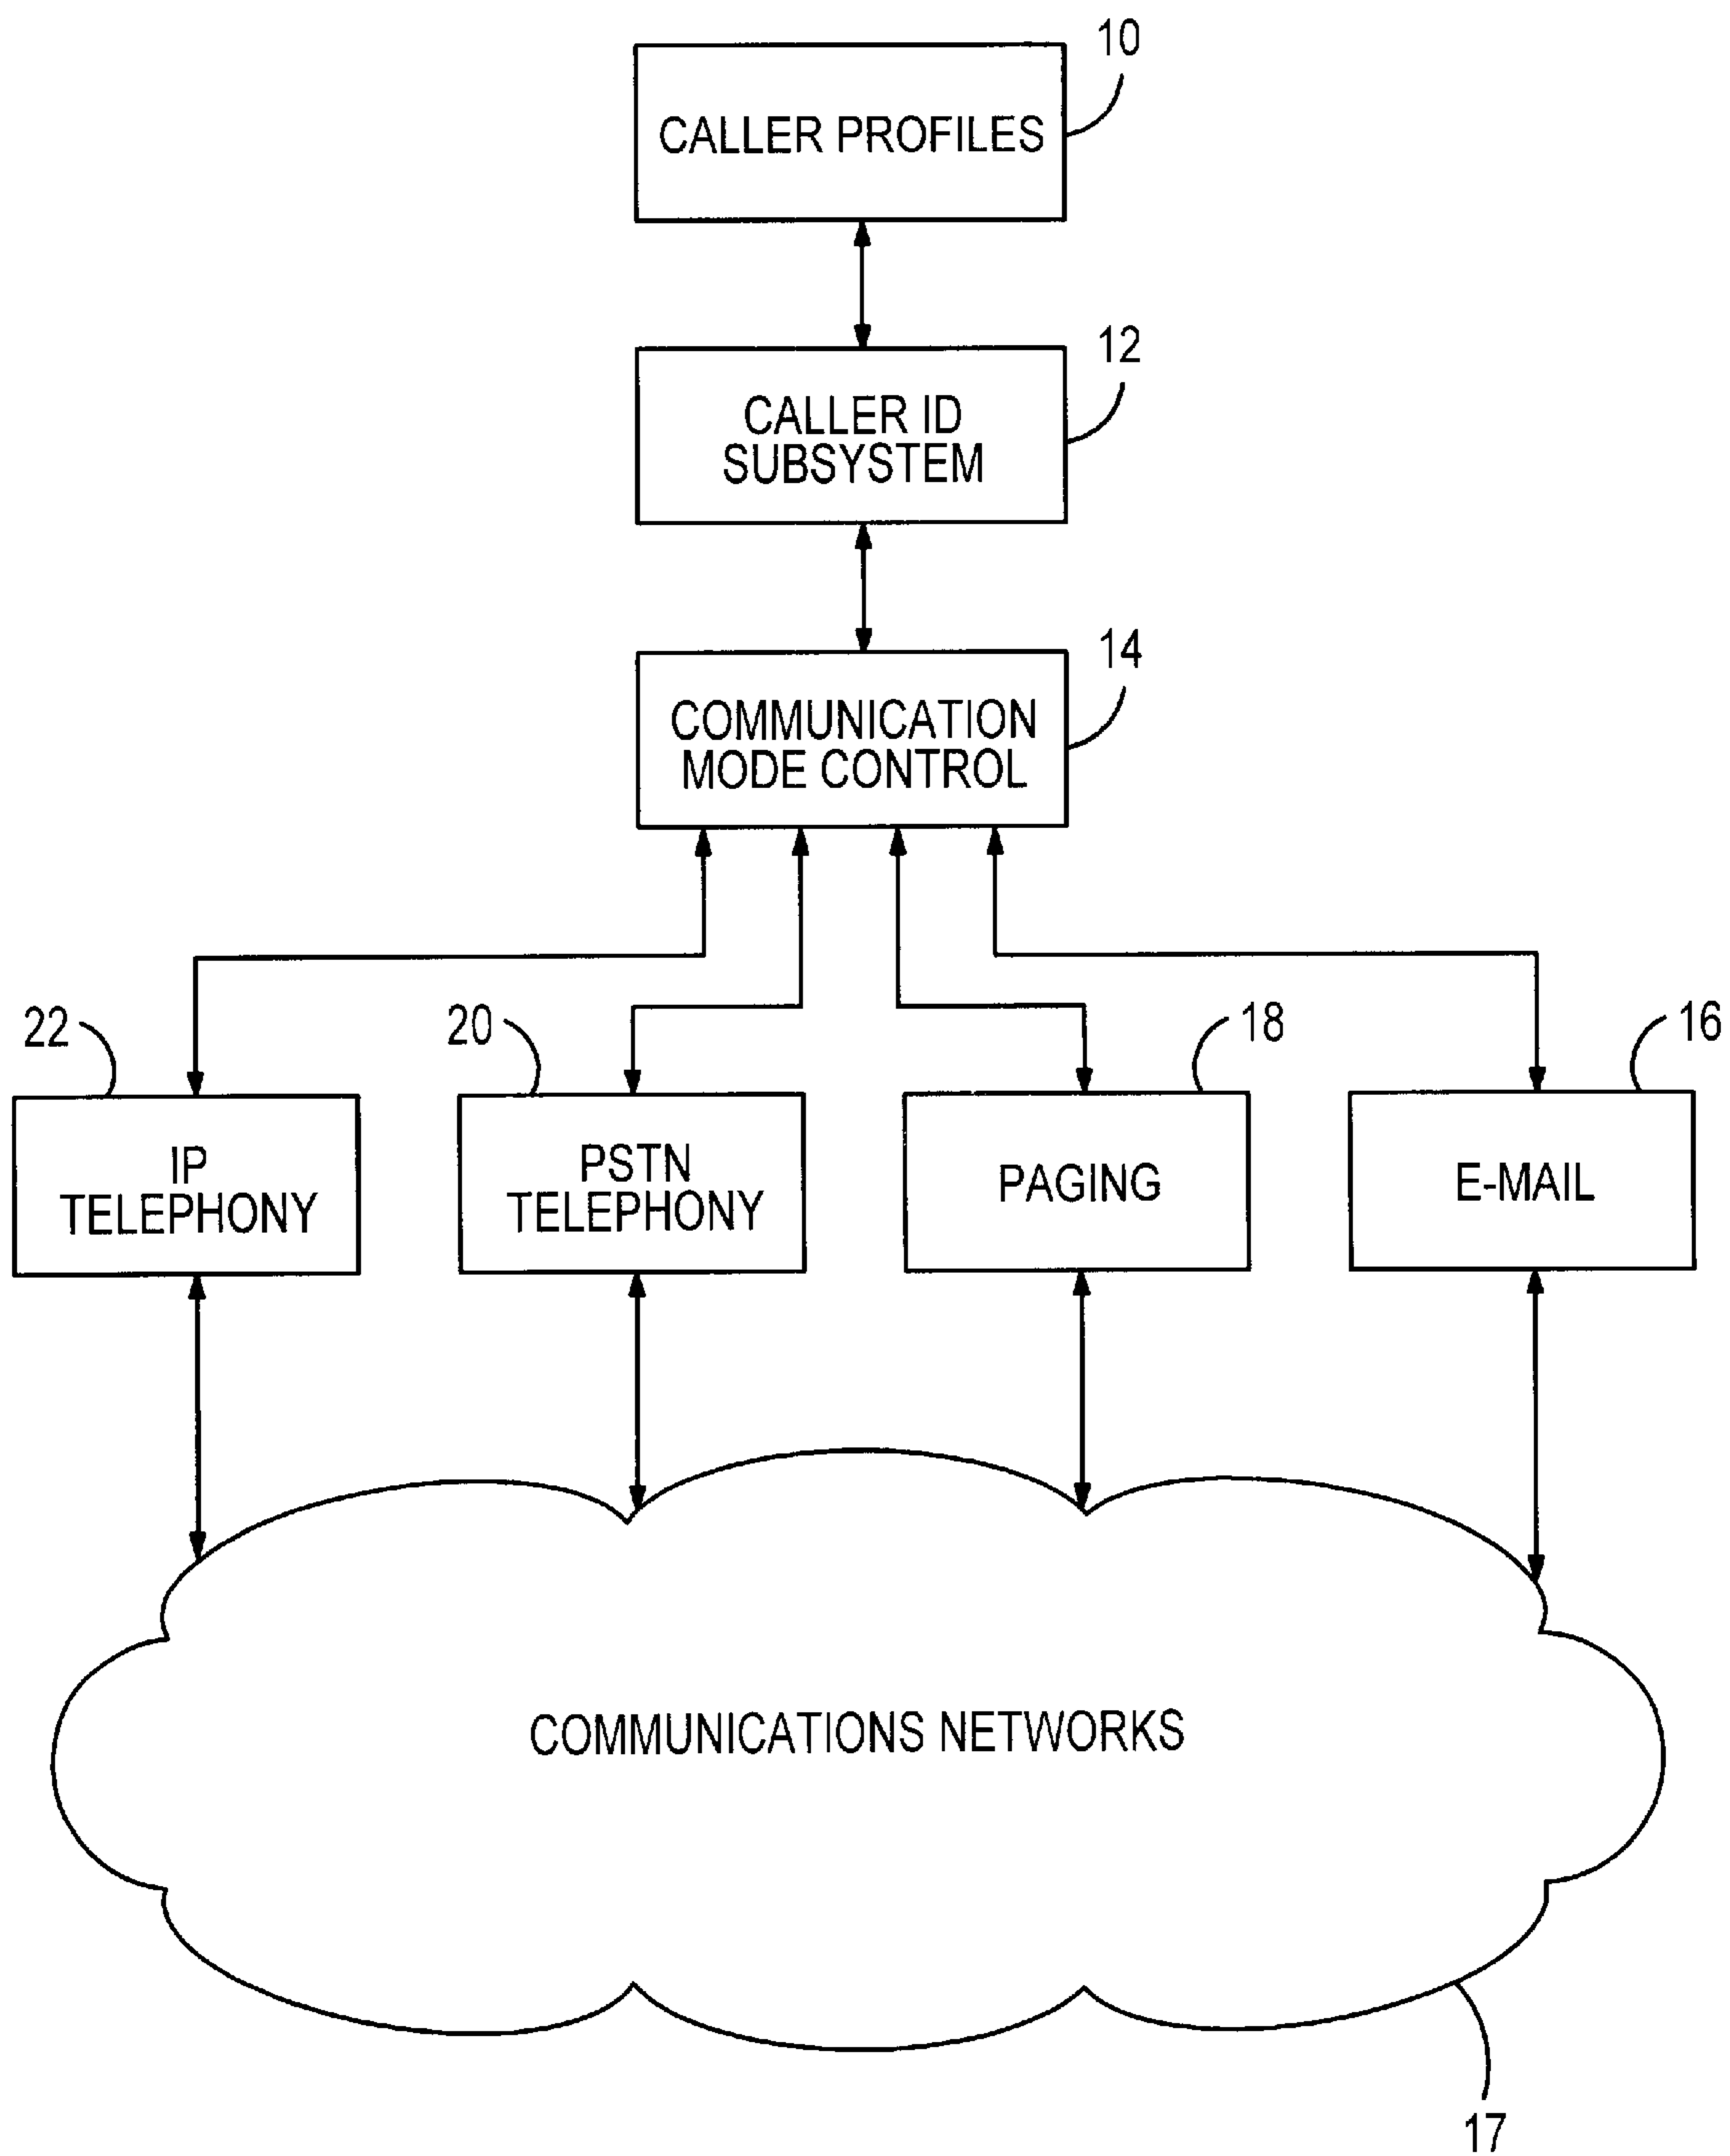 10
CALLER PROFILES
12
CALLER ID
SUBSYSTEM
14
COMMUNICATION
MODE CONTROL
22
20
18
16
IP
TELEPHONY
PSTN
TELEPHONY
PAGING
E-MAIL
COMMUNICATIONS NETWORKS
17